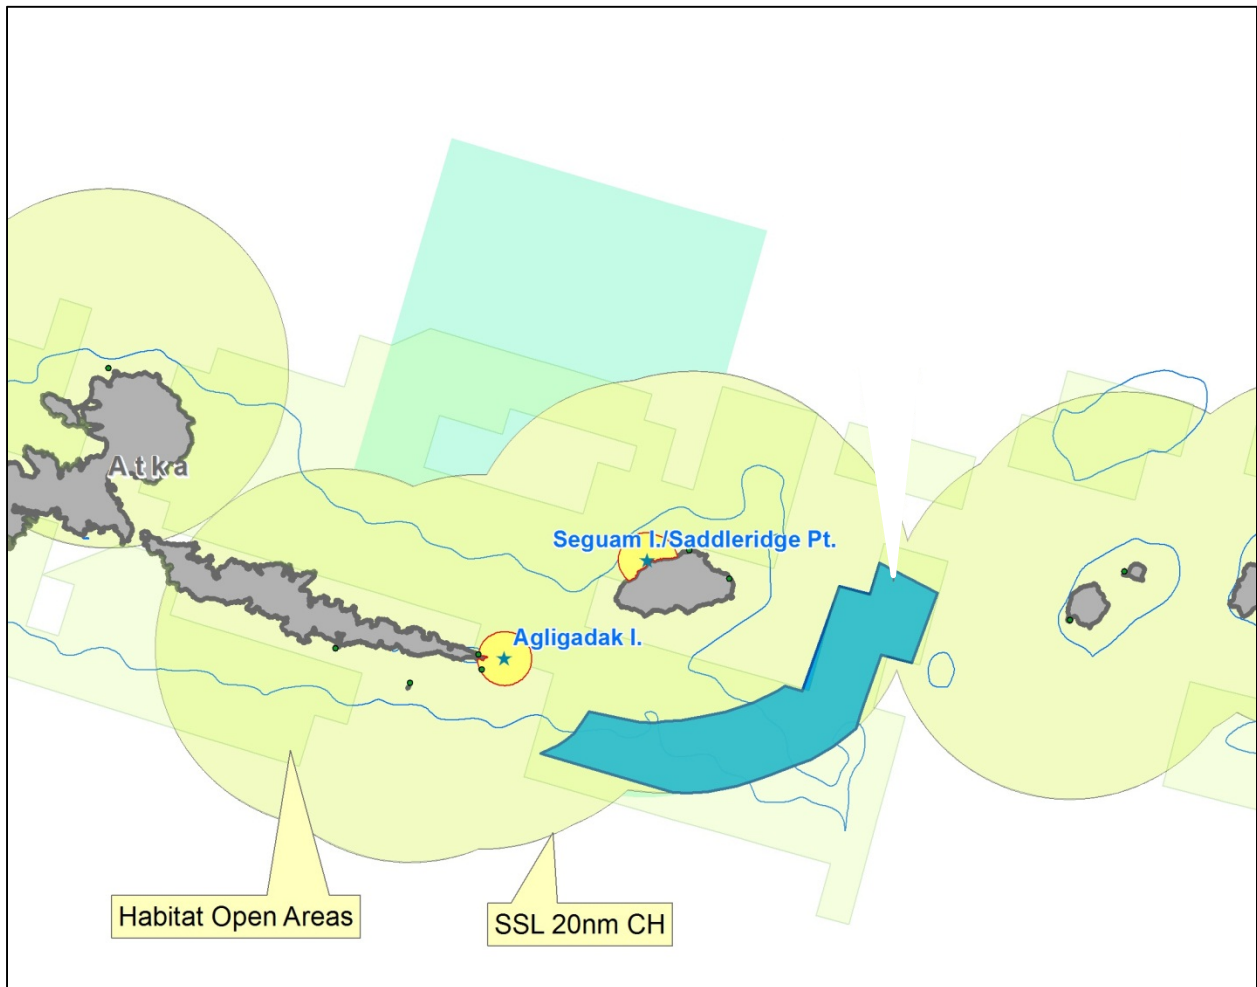 Atka
Seguam I./Saddleridge Pt.
Agligadak I.
Habitat Open Areas
SSL 20nm CH